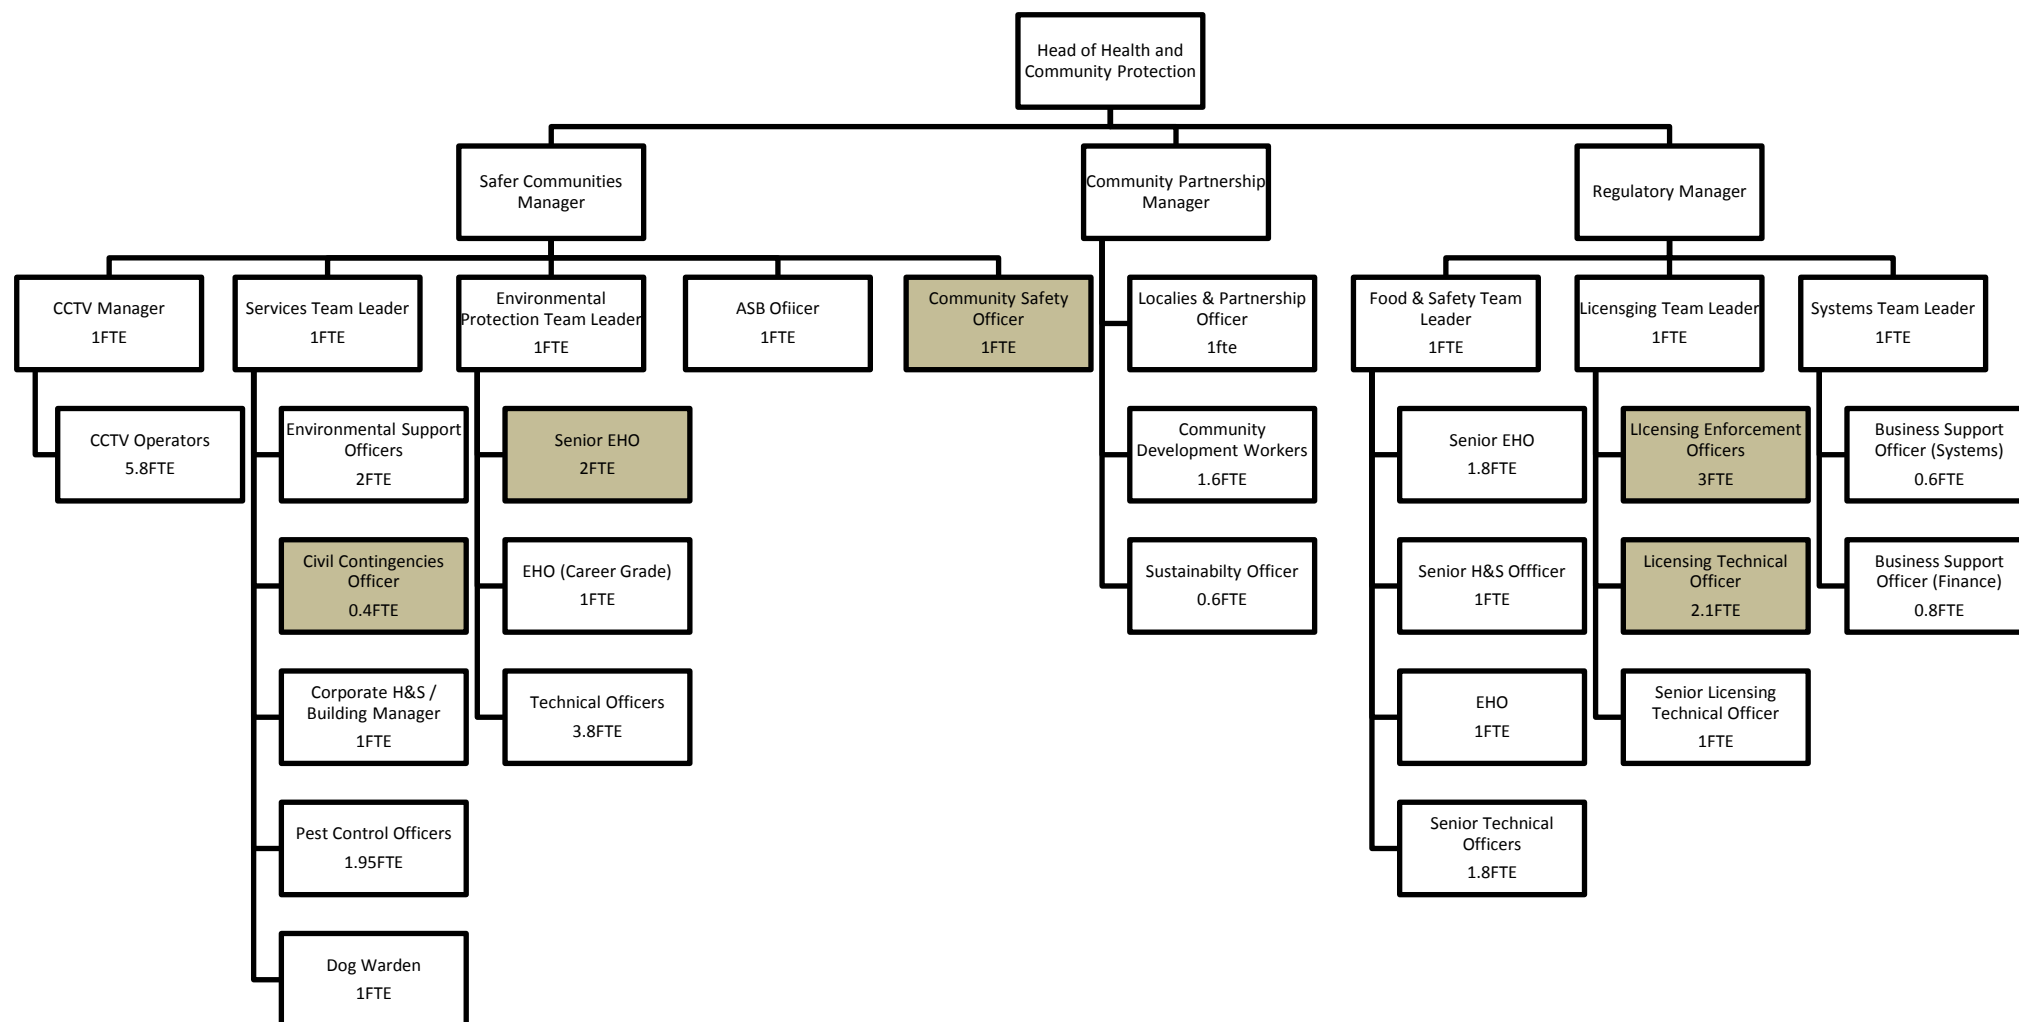 Head of Health and
Community Protection
Safer Communities
Manager
Community Partnership
Manager
Regulatory Manager
CCTV Manager
1FTE
Services Team Leader
1FTE
Environmental
Protection Team Leader
1FTE
ASB Ofiicer
1FTE
Community Safety
Officer
1FTE
Localies & Partnership
Officer
1fte
Food & Safety Team
Leader
1FTE
Licensging Team Leader
1FTE
Systems Team Leader
1FTE
CCTV Operators
5.8FTE
Environmental Support
Officers
2FTE
Senior EHO
2FTE
Community
Development Workers
1.6FTE
Senior EHO
1.8FTE
LIcensing Enforcement
Officers
3FTE
Business Support
Officer (Systems)
0.6FTE
Civil Contingencies
Officer
0.4FTE
EHO (Career Grade)
1FTE
Sustainabilty Officer
0.6FTE
Senior H&S Offficer
1FTE
Licensing Technical
Officer
2.1FTE
Business Support
Officer (Finance)
0.8FTE
Corporate H&S /
Building Manager
1FTE
Technical Officers
3.8FTE
EHO
1FTE
Senior Licensing
Technical Officer
1FTE
Pest Control Officers
1.95FTE
Senior Technical
Officers
1.8FTE
Dog Warden
1FTE